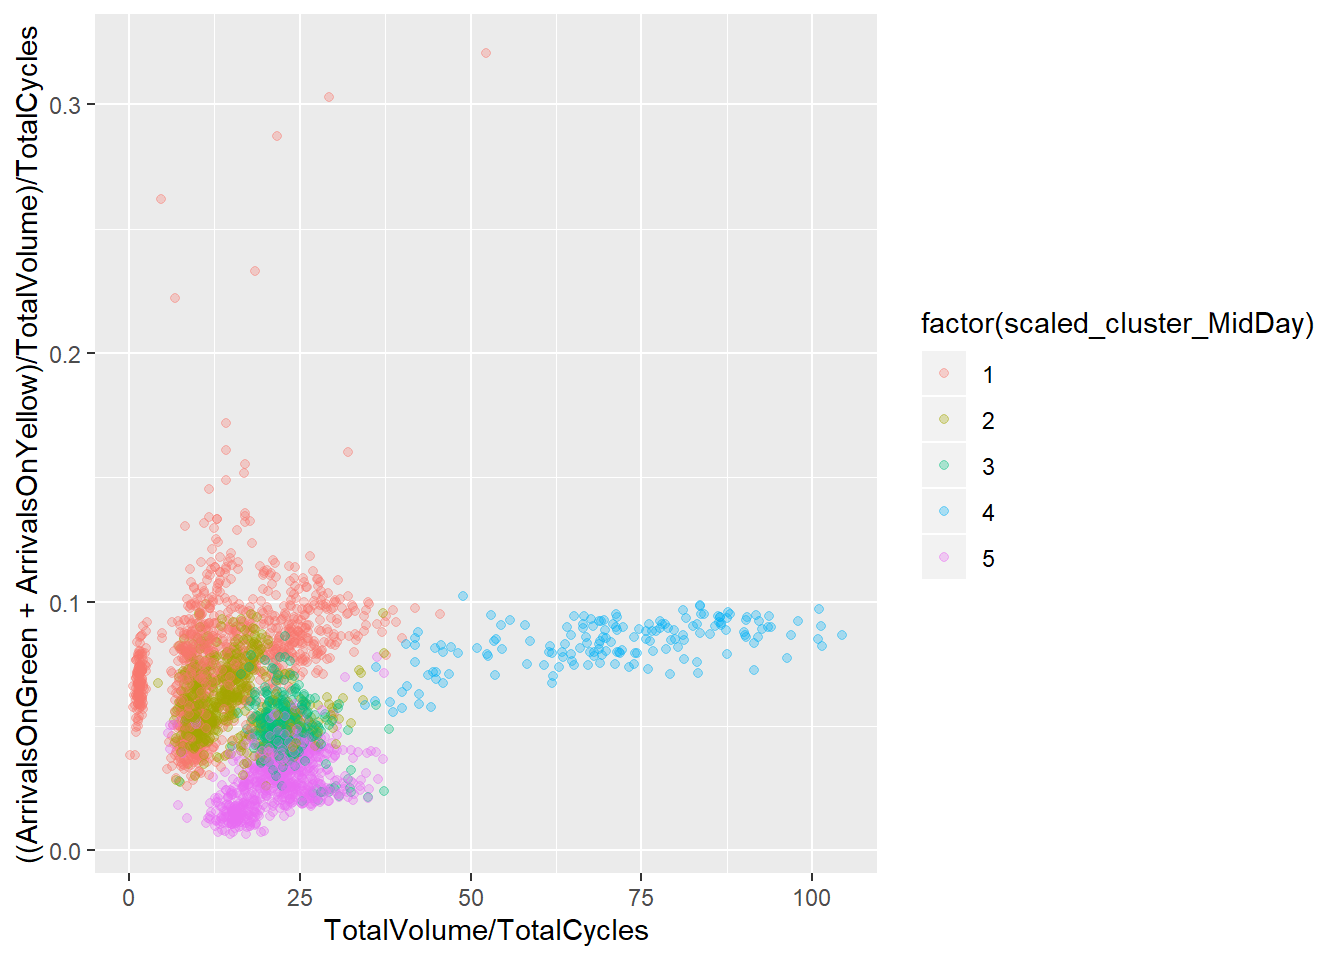 ((ArrivalsOnGreen + ArrivalsOnYellow)/TotalVolume)/TotalCycles
0.3
0.2
0.1
0.0
0 25 50 75 100
TotalVolume/TotalCycles
factor(scaled_cluster_MidDay)
1
2
3
4
5